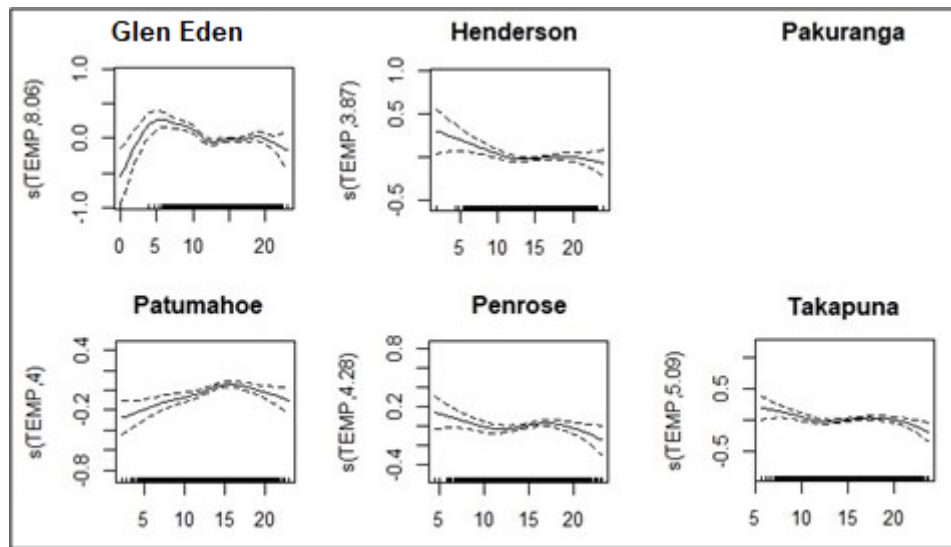 Glen Eden
Henderson
Pakuranga
s(TEMP,8.06)
1.0
0.0
-1.0
0 5 10 15 20
s(TEMP,3.87)
1.0
0.5
-0.5
5 10 15 20
Patumahoe
Penrose
Takapuna
s(TEMP,4)
0.4
-0.2
-0.8
5 10 15 20
s(TEMP,4.28)
0.8
0.2
-0.4
5 10 15 20
s(TEMP,5.09)
0.5
-0.5
5 10 15 20